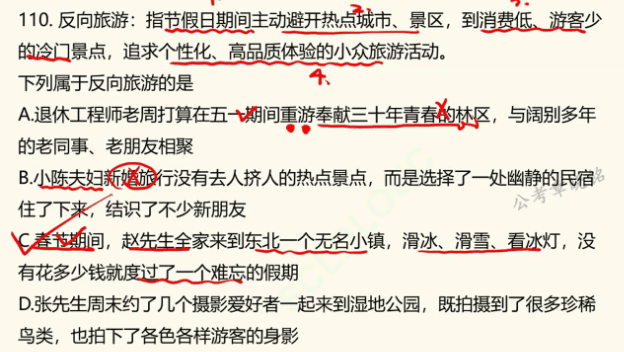 110. 反向旅游：指节假日期间主动避开热点城市、景区，到消费低、游客少
的冷门景点，追求个性化、高品质体验的小众旅游活动。
4.
下列属于反向旅游的是
A.退休工程师老周打算在五一期间重游奉献三十年青春的林区，与阔别多年
的老同事、老朋友相聚
B.小陈夫妇新婚旅行没有去人挤人的热点景点，而是选择了一处幽静的民宿
住了下来，结识了不少新朋友
C.春节期间，赵先生全家来到东北一个无名小镇，滑冰、滑雪、看冰灯，没
有花多少钱就度过了一个难忘的假期
D.张先生周末约了几个摄影爱好者一起来到湿地公园，既拍摄到了很多珍稀
鸟类，也拍下了各色各样游客的身影